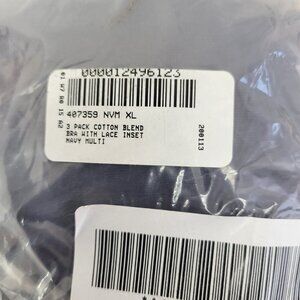 000012496123
407359 NVM XL
3 PACK COTTON BLEND
BRA WITH LACE INSET
NAVY MULTI
200113